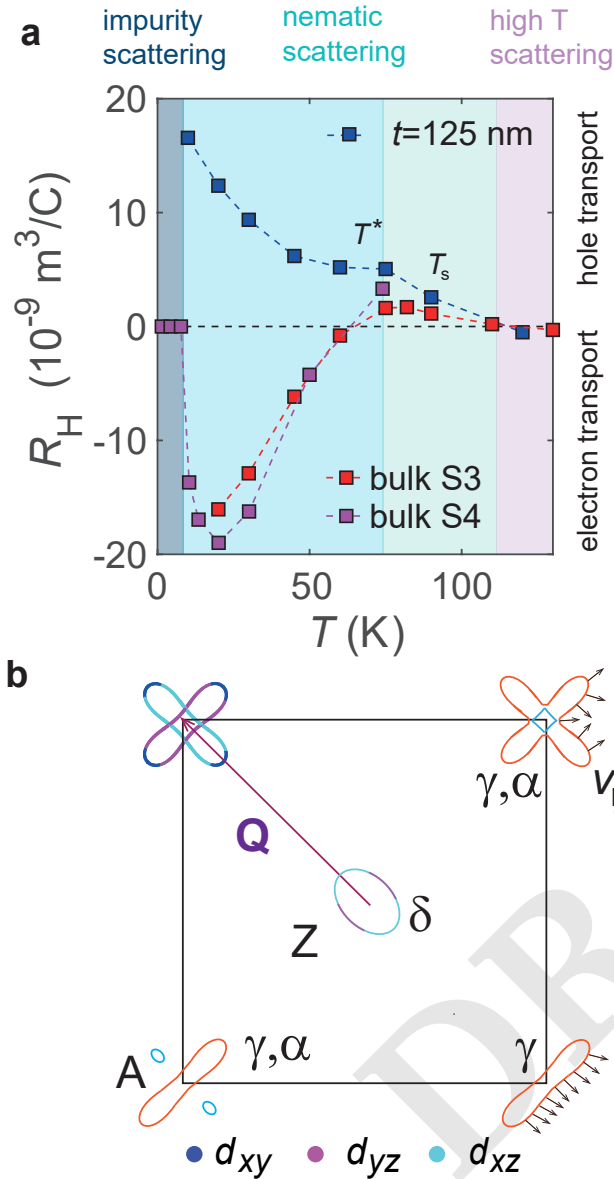 a
impurity scattering
nematic scattering
high T scattering
20
10
0
-10
-20
R_H (10^-9 m^3/C)
t=125 nm
T*
T_s
bulk S3
bulk S4
hole transport
electron transport
0
50
100
T (K)
b
γ,α
Q
Z
δ
A
γ,α
γ
d_xy
d_yz
d_xz